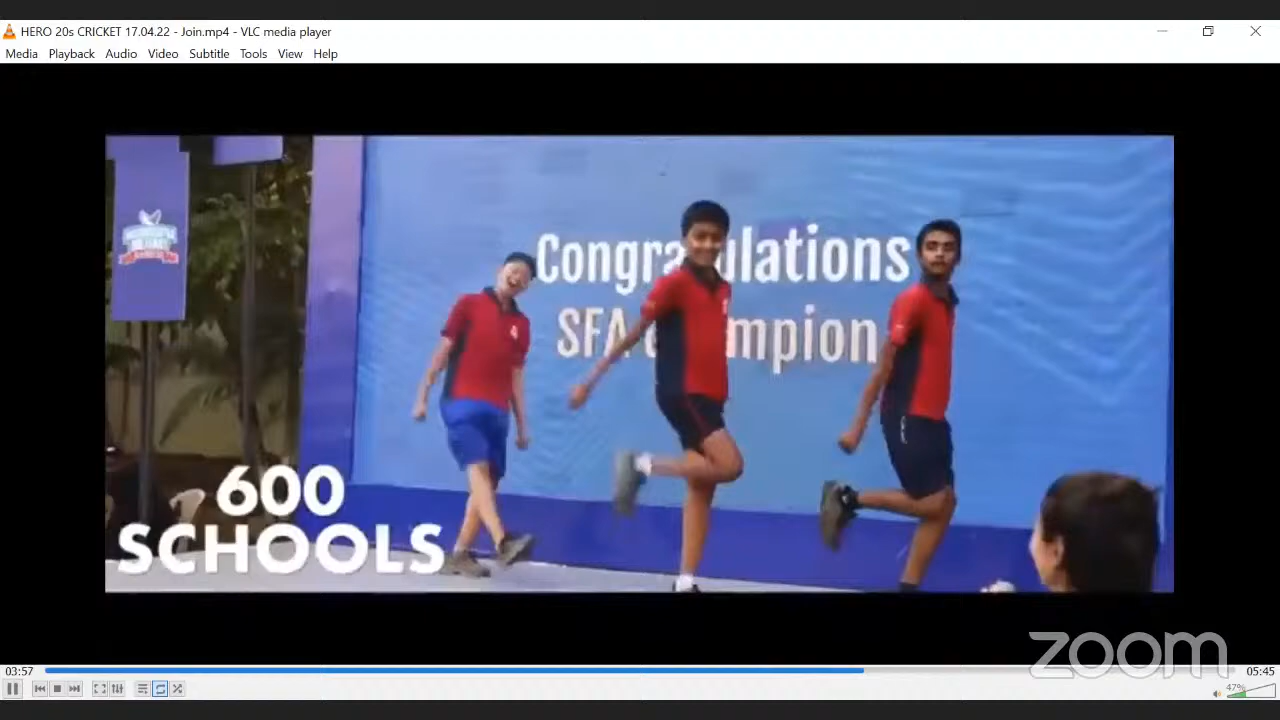 HERO 20s CRICKET 17.04.22 - Join.mp4 - VLC media player
Media Playback Audio Video Subtitle Tools View Help
Congra ulations
SFA C mpion
600
SCHOOLS
zoom
03:57
05:45
47%